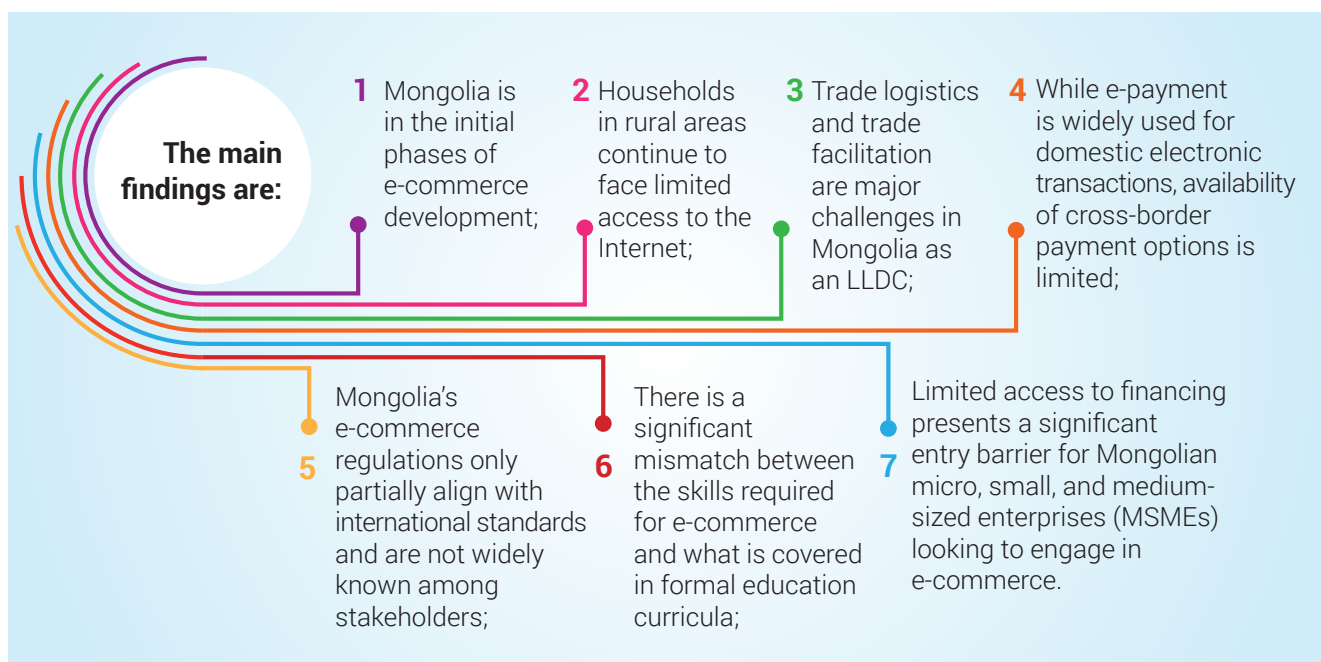 The main
findings are:
1 Mongolia is
in the initial
phases of
e-commerce
development;
2 Households
in rural areas
continue to
face limited
access to the
Internet;
3 Trade logistics
and trade
facilitation
are major
challenges in
Mongolia as
an LLDC;
4 While e-payment
is widely used for
domestic electronic
transactions, availability
of cross-border
payment options is
limited;
5 Mongolia’s
e-commerce
regulations only
partially align with
international standards
and are not widely
known among
stakeholders;
6 There is a
significant
mismatch between
the skills required
for e-commerce
and what is covered
in formal education
curricula;
7 Limited access to financing
presents a significant
entry barrier for Mongolian
micro, small, and medium-
sized enterprises (MSMEs)
looking to engage in
e-commerce.